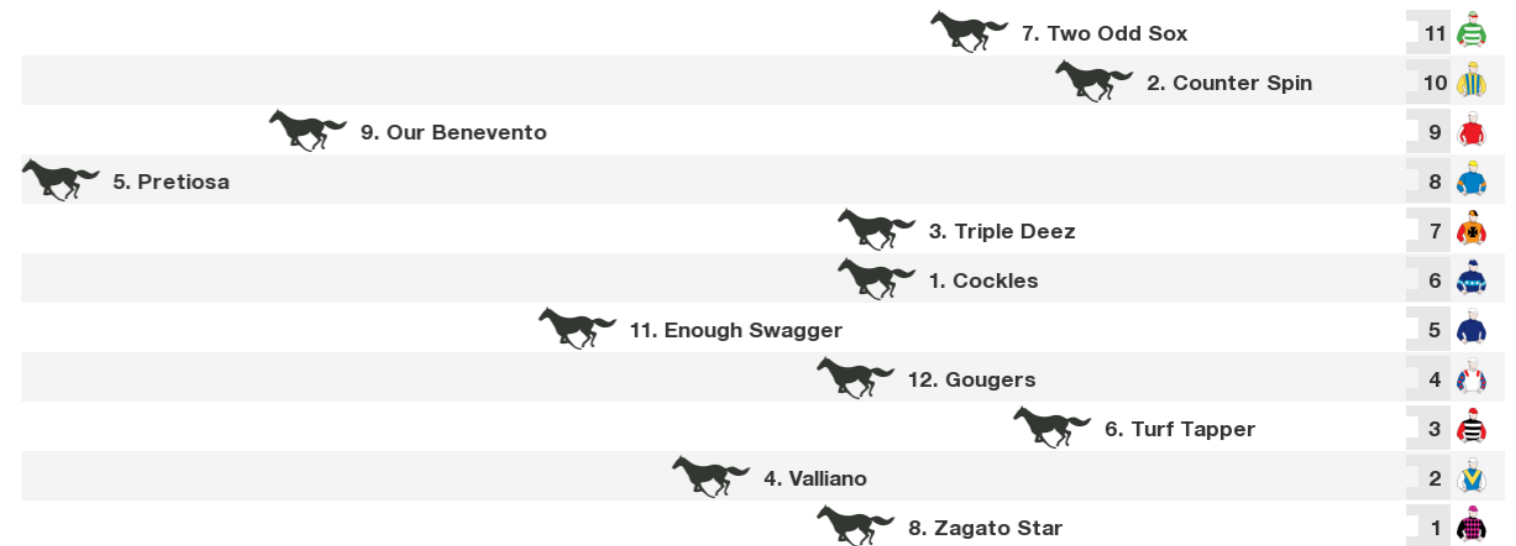 7. Two Odd Sox 11
2. Counter Spin 10
9. Our Benevento 9
5. Pretiosa 8
3. Triple Deez 7
1. Cockles 6
11. Enough Swagger 5
12. Gougers 4
6. Turf Tapper 3
4. Valliano 2
8. Zagato Star 1